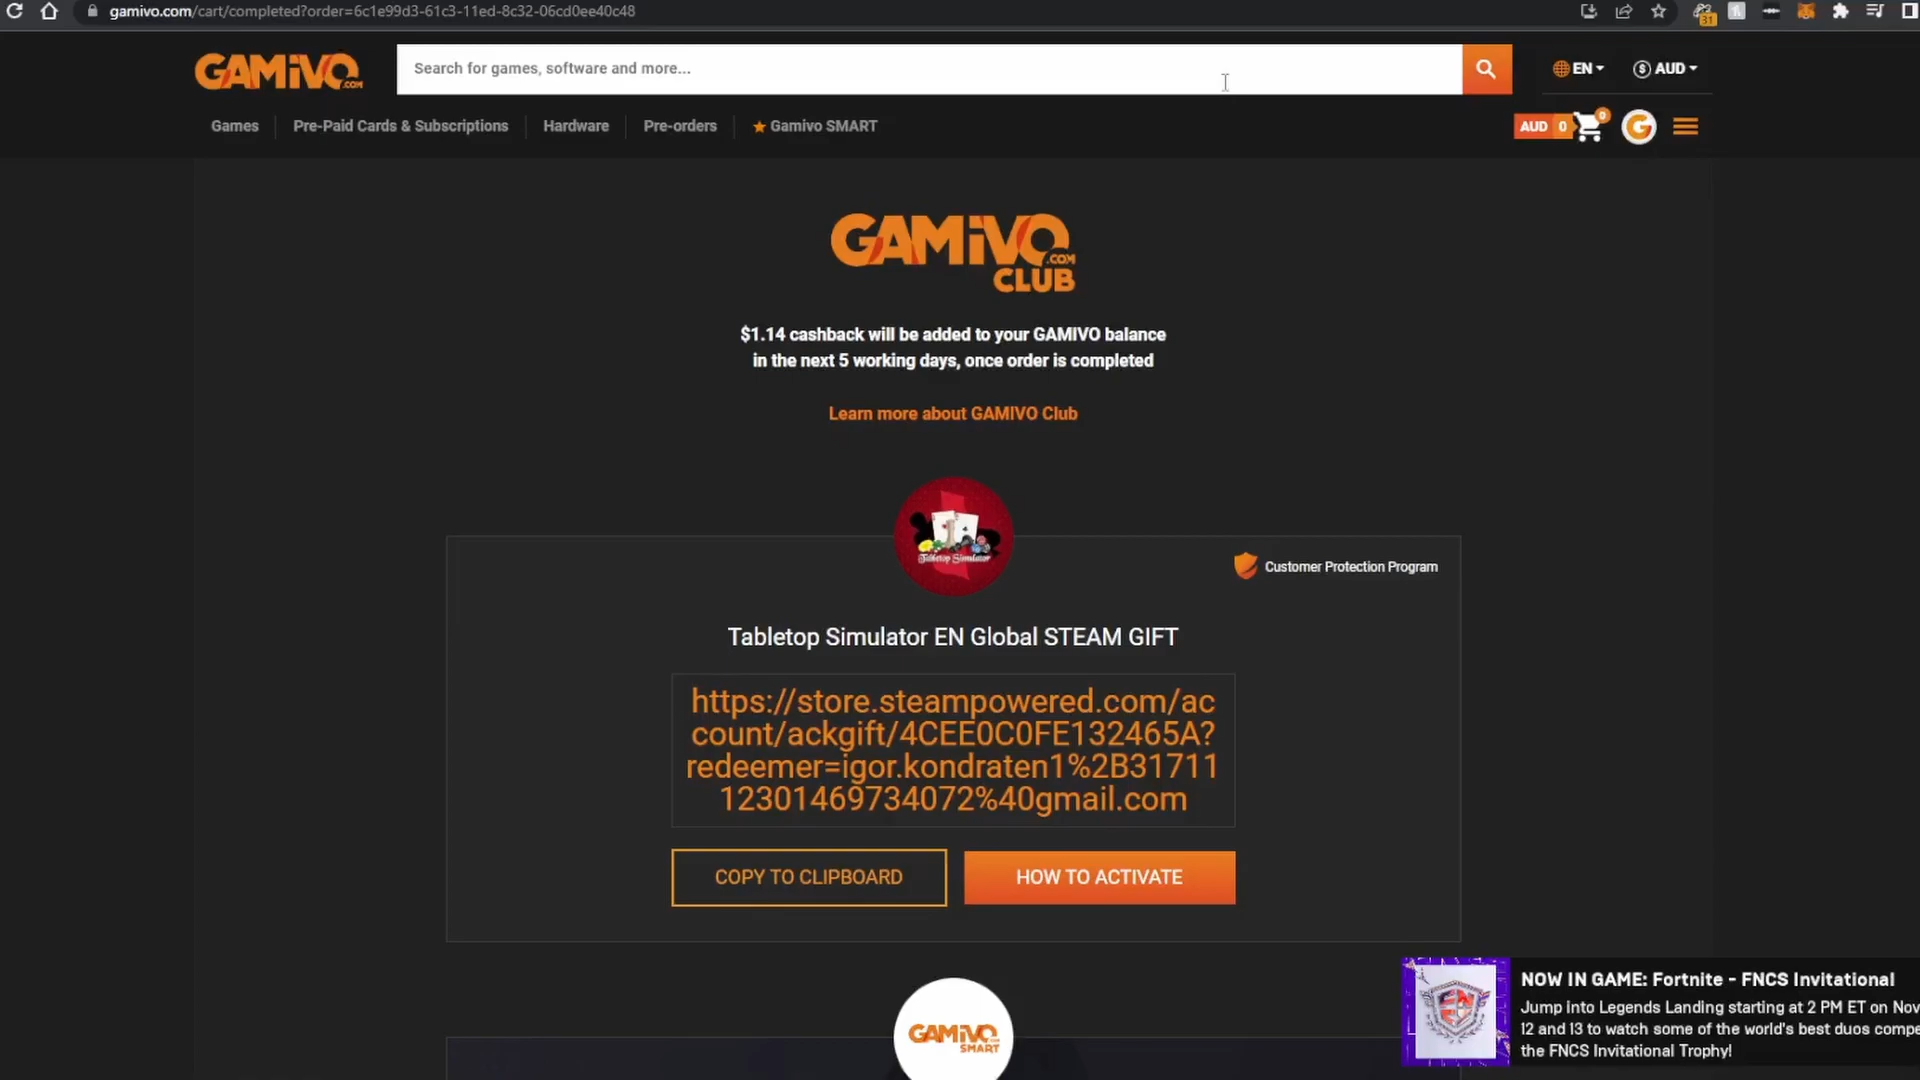 gamivo.com/cart/completed?order=6c1e99d3-61c3-11ed-8c32-06cd0ee40c48
31
GAMIVO.COM
Search for games, software and more...
EN
AUD
Games
Pre-Paid Cards & Subscriptions
Hardware
Pre-orders
Gamivo SMART
AUD 0
0
G
GAMIVO.COM
CLUB
$1.14 cashback will be added to your GAMIVO balance
in the next 5 working days, once order is completed
Learn more about GAMIVO Club
Tabletop Simulator
Customer Protection Program
Tabletop Simulator EN Global STEAM GIFT
https://store.steampowered.com/ac
count/ackgift/4CEE0C0FE132465A?
redeemer=igor.kondraten1%2B31711
12301469734072%40gmail.com
COPY TO CLIPBOARD
HOW TO ACTIVATE
GAMIVO.COM
SMART
NOW IN GAME: Fortnite - FNCS Invitational
Jump into Legends Landing starting at 2 PM ET on Nov
12 and 13 to watch some of the world's best duos compe
the FNCS Invitational Trophy!